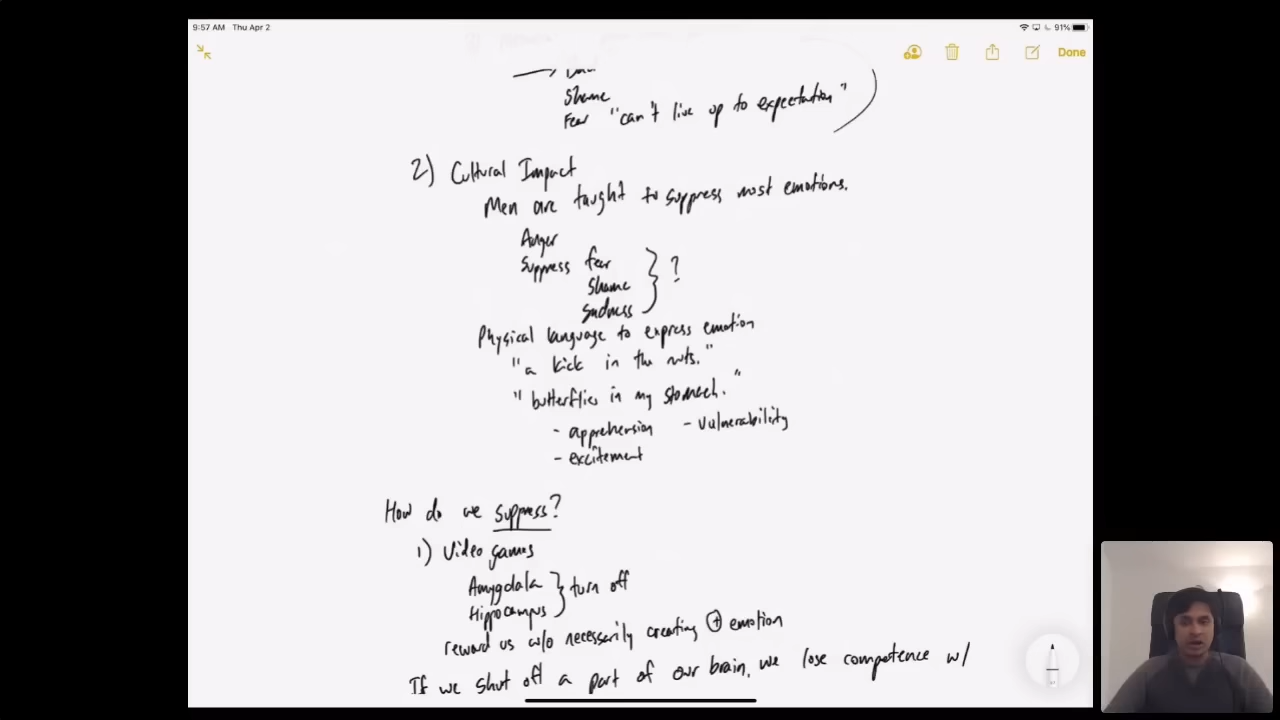 9:57 AM Thu Apr 2
91%
Done
Shame
Fear "can't live up to expectation"
2) Cultural Impact
Men are taught to suppress most emotions.
Anger
Suppress fear
Shame
Sadness
?
Physical language to express emotion
"a kick in the nuts."
"butterflies in my stomach."
- apprehension - vulnerability
- excitement
How do we suppress?
1) Video games
Amygdala
Hippocampus
turn off
reward us w/o necessarily creating + emotion
If we shut off a part of our brain, we lose competence w/